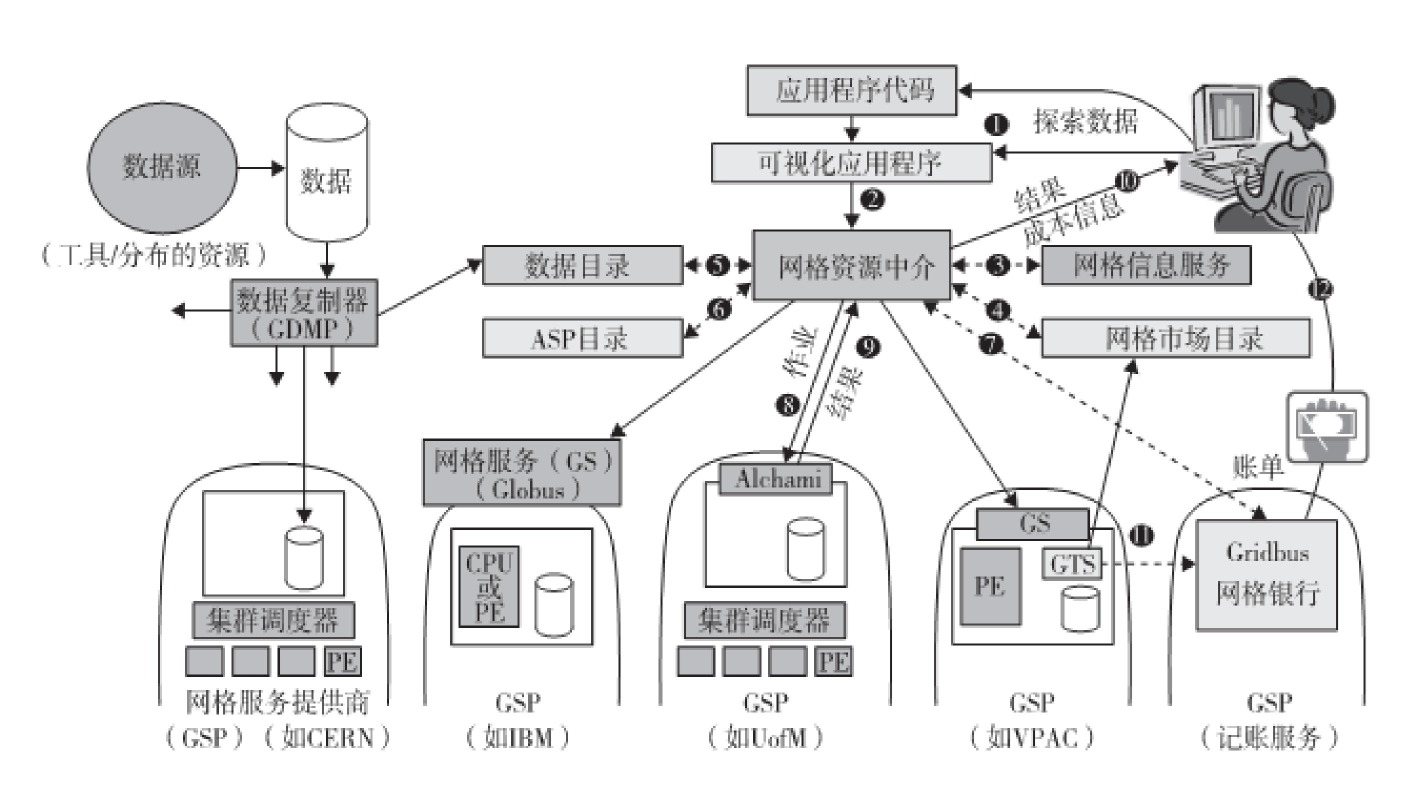 应用程序代码
❶ 探索数据
数据源
数据
可视化应用程序
❷
❿
结果
成本信息
（工具/分布的资源）
数据目录
❺
网格资源中介
❸
网格信息服务
数据复制器
（GDMP）
❻
❹
⓬
ASP目录
作业
❾
❼
网格市场目录
结果
❽
网格服务（GS）
（Globus）
Alchami
账单
GS
⓫
CPU
或
PE
PE
GTS
Gridbus
网格银行
集群调度器
集群调度器
PE
PE
网格服务提供商
（GSP）（如CERN）
GSP
（如IBM）
GSP
（如UofM）
GSP
（如VPAC）
GSP
（记账服务）